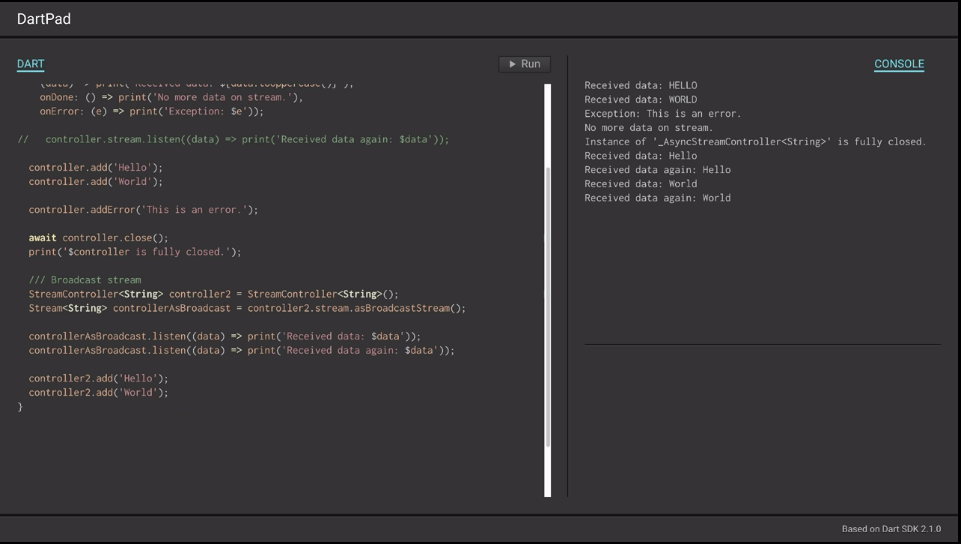 DartPad
DART
Run
(data) => print('Received data: ${data.toUpperCase()}'),
onDone: () => print('No more data on stream.'),
onError: (e) => print('Exception: $e'));
// controller.stream.listen((data) => print('Received data again: $data'));
controller.add('Hello');
controller.add('World');
controller.addError('This is an error.');
await controller.close();
print('$controller is fully closed.');
/// Broadcast stream
StreamController<String> controller2 = StreamController<String>();
Stream<String> controllerAsBroadcast = controller2.stream.asBroadcastStream();
controllerAsBroadcast.listen((data) => print('Received data: $data'));
controllerAsBroadcast.listen((data) => print('Received data again: $data'));
controller2.add('Hello');
controller2.add('World');
}
CONSOLE
Received data: HELLO
Received data: WORLD
Exception: This is an error.
No more data on stream.
Instance of '_AsyncStreamController<String>' is fully closed.
Received data: Hello
Received data again: Hello
Received data: World
Received data again: World
Based on Dart SDK 2.1.0